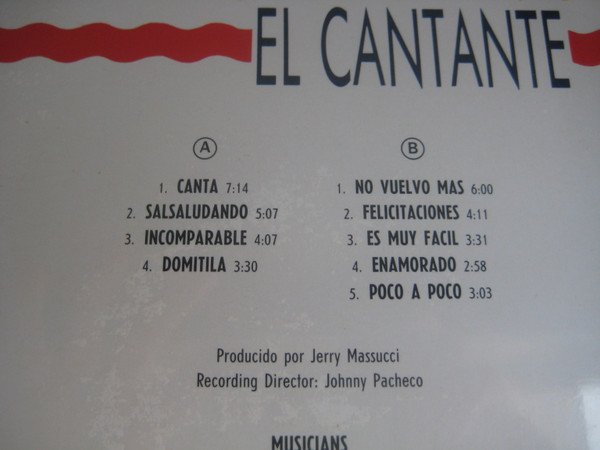 EL CANTANTE
A
1. CANTA 7:14
2. SALSALUDANDO 5:07
3. INCOMPARABLE 4:07
4. DOMITILA 3:30
B
1. NO VUELVO MAS 6:00
2. FELICITACIONES 4:11
3. ES MUY FACIL 3:31
4. ENAMORADO 2:58
5. POCO A POCO 3:03
Producido por Jerry Massucci
Recording Director: Johnny Pacheco
MUSICIANS